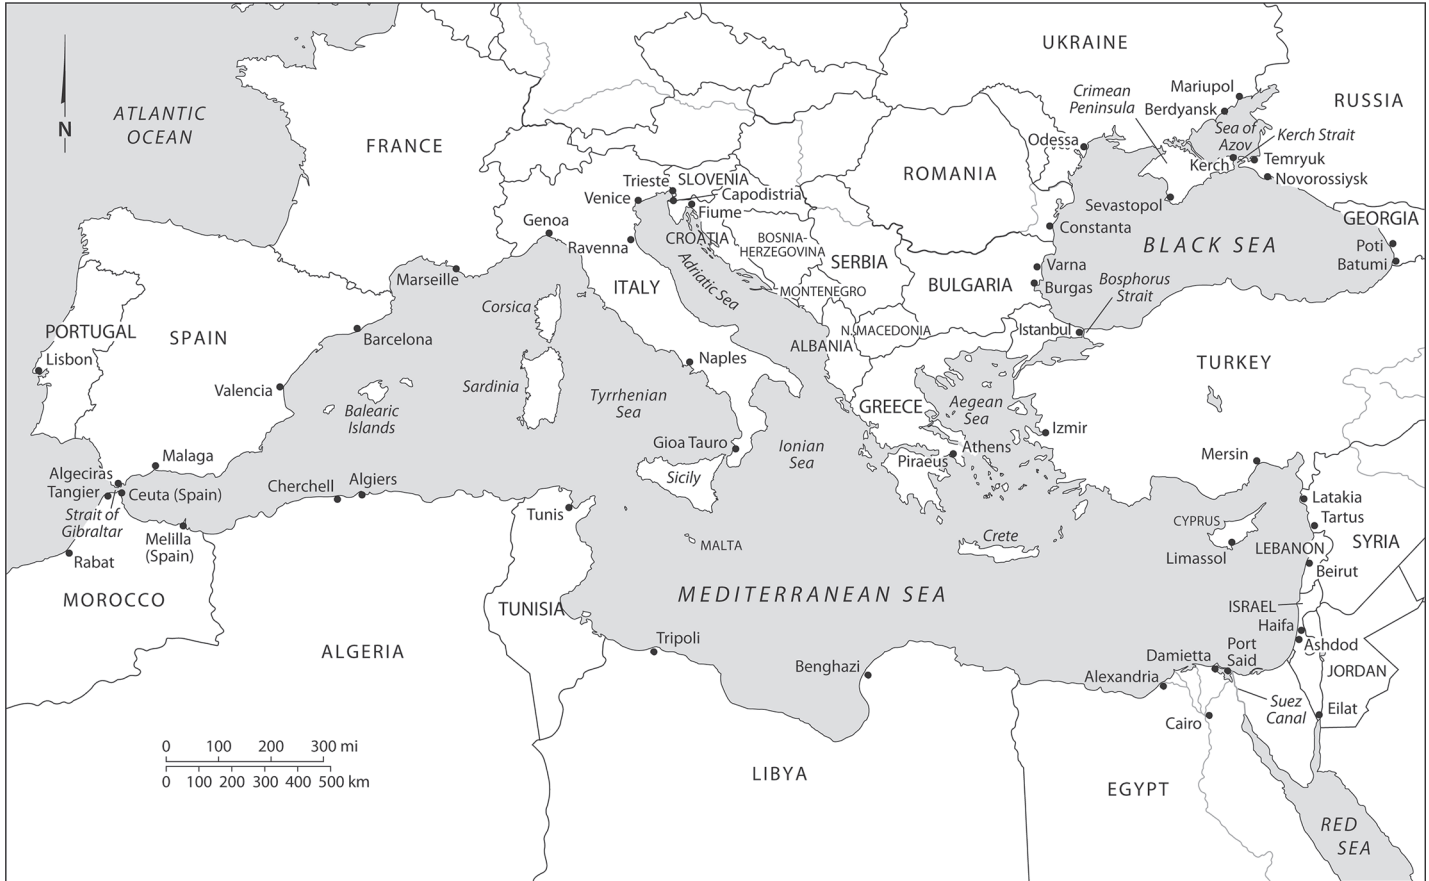 UKRAINE
Mariupol
Crimean
Peninsula
Berdyansk
RUSSIA
ATLANTIC
OCEAN
N
Sea of
Azov
Kerch Strait
FRANCE
Odessa
Kerch
Temryuk
Novorossiysk
ROMANIA
Trieste
SLOVENIA
Venice
Capodistria
Fiume
Sevastopol
GEORGIA
Genoa
Constanta
Ravenna
CROATIA
BOSNIA-
HERZEGOVINA
BLACK SEA
Poti
Batumi
SERBIA
Varna
Marseille
Adriatic Sea
Bosphorus
Strait
ITALY
BULGARIA
Burgas
MONTENEGRO
Corsica
PORTUGAL
SPAIN
Barcelona
N.MACEDONIA
Istanbul
ALBANIA
Lisbon
Naples
TURKEY
Valencia
Sardinia
Balearic
Islands
Tyrrhenian
Sea
GREECE
Aegean
Sea
Izmir
Gioa Tauro
Ionian
Sea
Athens
Piraeus
Mersin
Malaga
Algeciras
Tangier
Ceuta (Spain)
Cherchell
Algiers
Sicily
Latakia
Strait of
Gibraltar
Tunis
Tartus
CYPRUS
Melilla
(Spain)
Crete
MALTA
SYRIA
Limassol
LEBANON
Rabat
Beirut
MOROCCO
TUNISIA
MEDITERRANEAN SEA
ISRAEL
Haifa
ALGERIA
Tripoli
Ashdod
Benghazi
Damietta
Port
Said
JORDAN
Alexandria
Suez
Canal
Eilat
Cairo
0 100 200 300 mi
0 100 200 300 400 500 km
LIBYA
EGYPT
RED
SEA